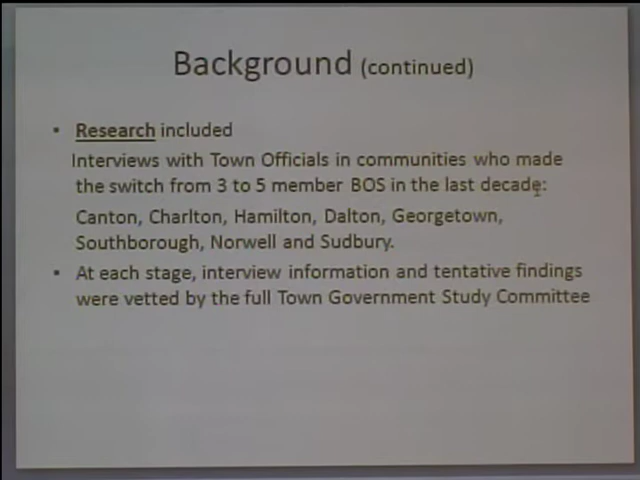 Background (continued)
• Research included
Interviews with Town Officials in communities who made
the switch from 3 to 5 member BOS in the last decade:
Canton, Charlton, Hamilton, Dalton, Georgetown,
Southborough, Norwell and Sudbury.
• At each stage, interview information and tentative findings
were vetted by the full Town Government Study Committee